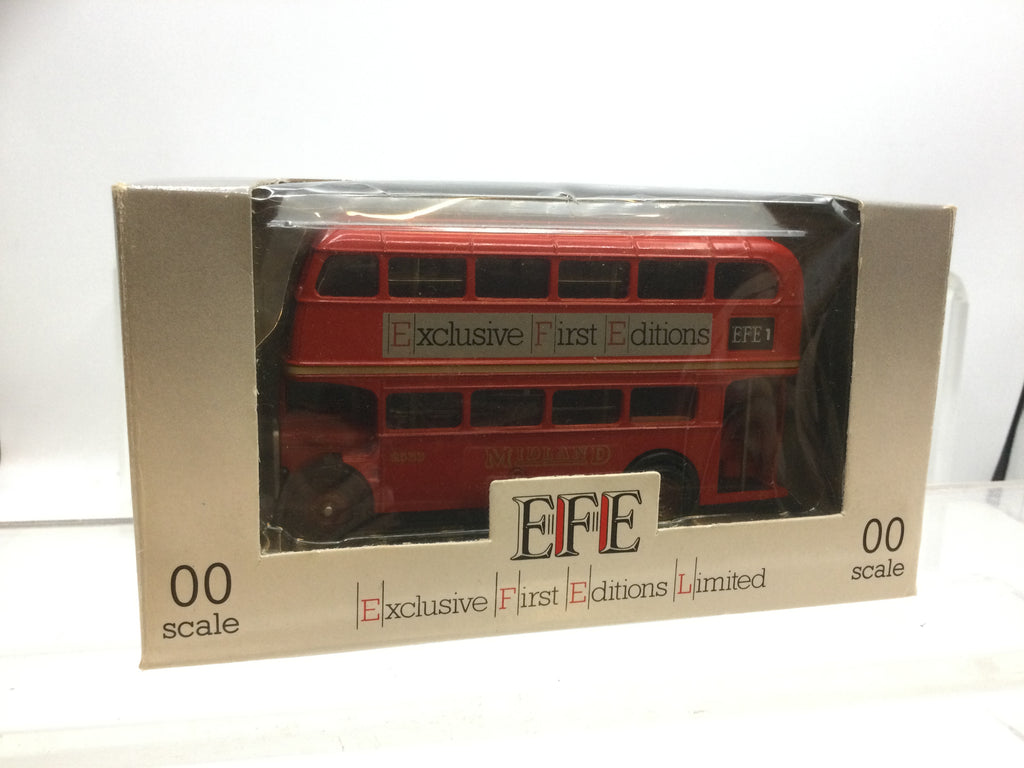 Exclusive First Editions
EFE 1
MIDLAND
EFE
Exclusive First Editions Limited
00
scale
00
scale